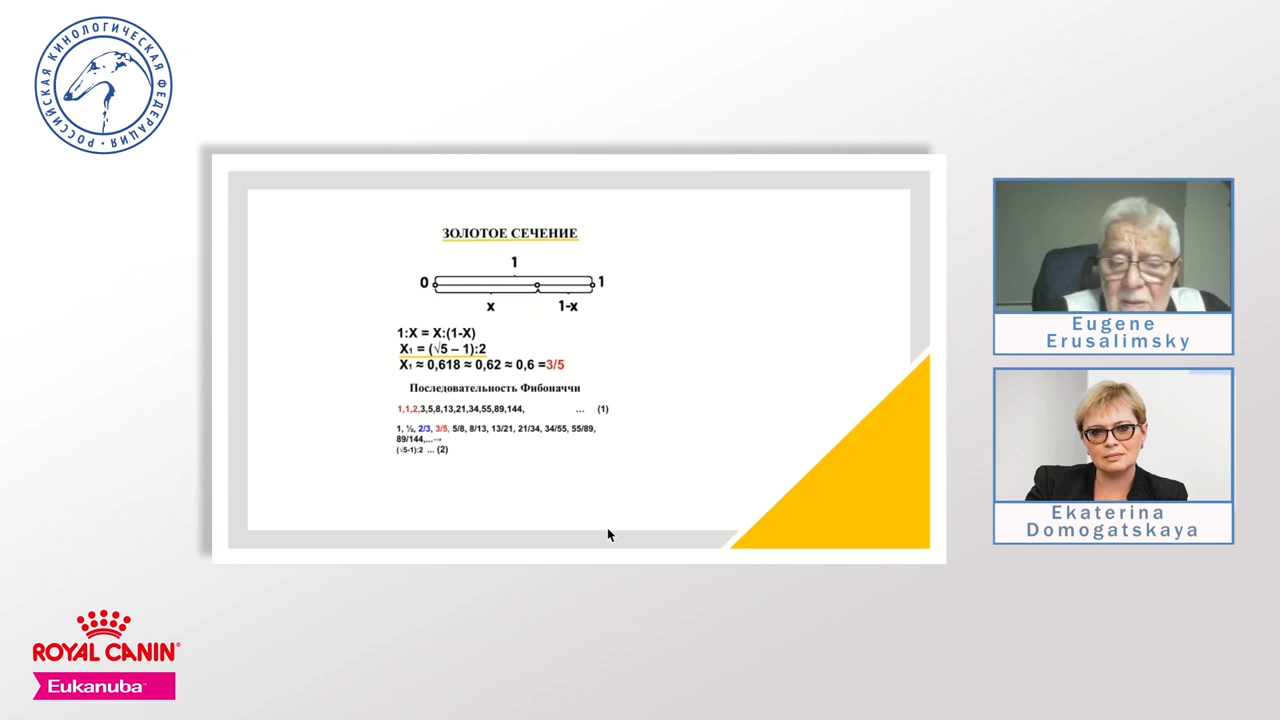 РОССИЙСКАЯ КИНОЛОГИЧЕСКАЯ ФЕДЕРАЦИЯ •
ЗОЛОТОЕ СЕЧЕНИЕ
1
0 1
x 1-x
1:X = X:(1-X)
X₁ = (√5 – 1):2
X₁ ≈ 0,618 ≈ 0,62 ≈ 0,6 =3/5
Последовательность Фибоначчи
1,1,2,3,5,8,13,21,34,55,89,144, ... (1)
1, ½, 2/3, 3/5, 5/8, 8/13, 13/21, 21/34, 34/55, 55/89,
89/144,...→
(√5-1):2 ... (2)
Eugene
Erusalimsky
Ekaterina
Domogatskaya
ROYAL CANIN®
Eukanuba™